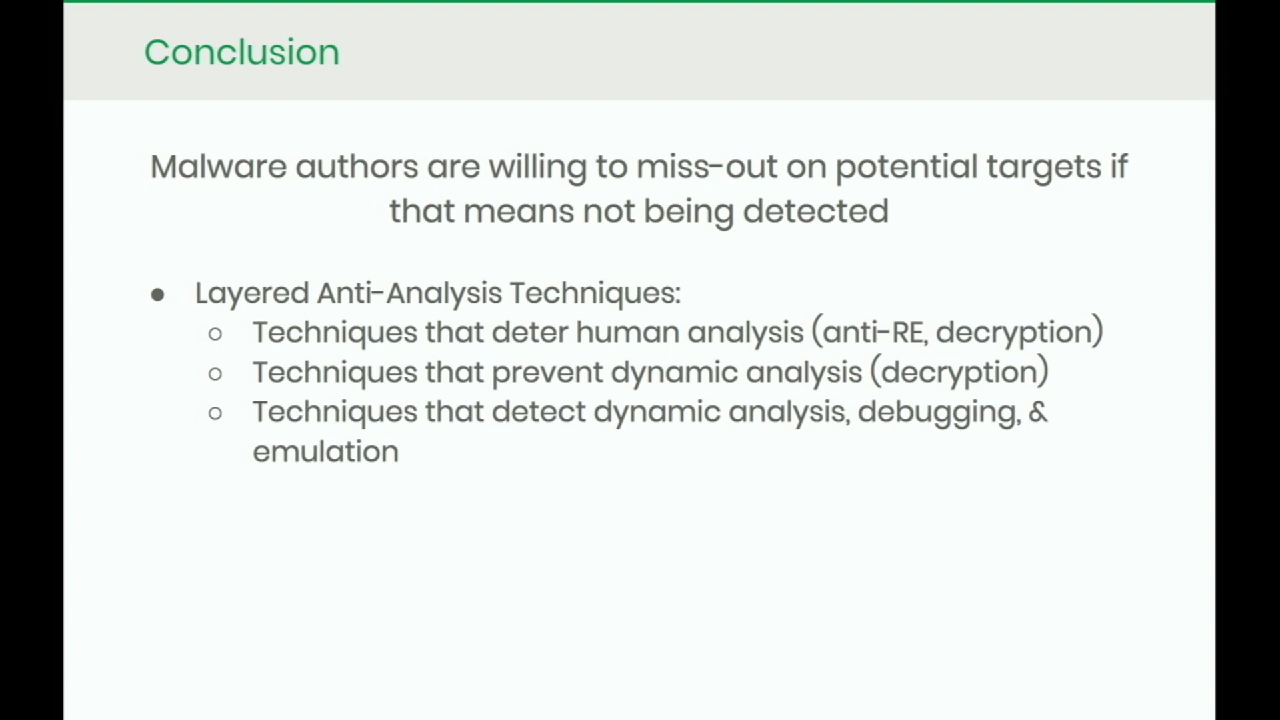 Conclusion
Malware authors are willing to miss-out on potential targets if
that means not being detected
● Layered Anti-Analysis Techniques:
○ Techniques that deter human analysis (anti-RE, decryption)
○ Techniques that prevent dynamic analysis (decryption)
○ Techniques that detect dynamic analysis, debugging, &
emulation